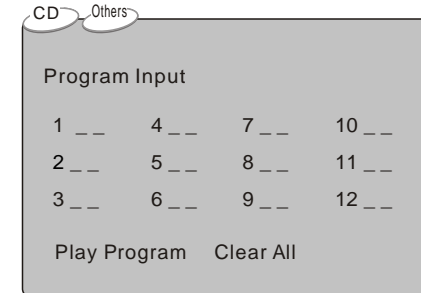 CD Others
Program Input
1 _ _ 4 _ _ 7 _ _ 10 _ _
2 _ _ 5 _ _ 8 _ _ 11 _ _
3 _ _ 6 _ _ 9 _ _ 12 _ _
Play Program Clear All